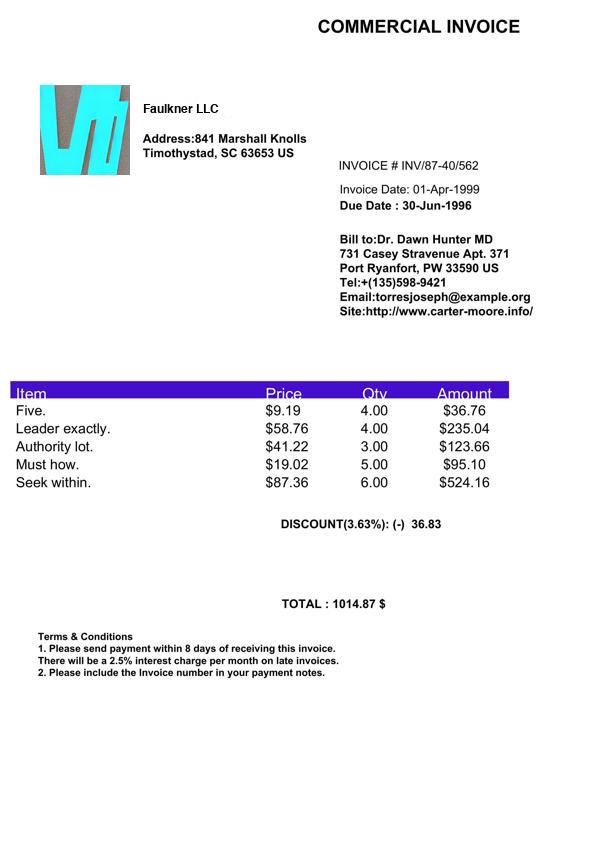 COMMERCIAL INVOICE
Faulkner LLC
Address:841 Marshall Knolls
Timothystad, SC 63653 US
INVOICE # INV/87-40/562
Invoice Date: 01-Apr-1999
Due Date : 30-Jun-1996
Bill to:Dr. Dawn Hunter MD
731 Casey Stravenue Apt. 371
Port Ryanfort, PW 33590 US
Tel:+(135)598-9421
Email:torresjoseph@example.org
Site:http://www.carter-moore.info/
Item Price Qty Amount
Five. $9.19 4.00 $36.76
Leader exactly. $58.76 4.00 $235.04
Authority lot. $41.22 3.00 $123.66
Must how. $19.02 5.00 $95.10
Seek within. $87.36 6.00 $524.16
DISCOUNT(3.63%): (-) 36.83
TOTAL : 1014.87 $
Terms & Conditions
1. Please send payment within 8 days of receiving this invoice.
There will be a 2.5% interest charge per month on late invoices.
2. Please include the Invoice number in your payment notes.